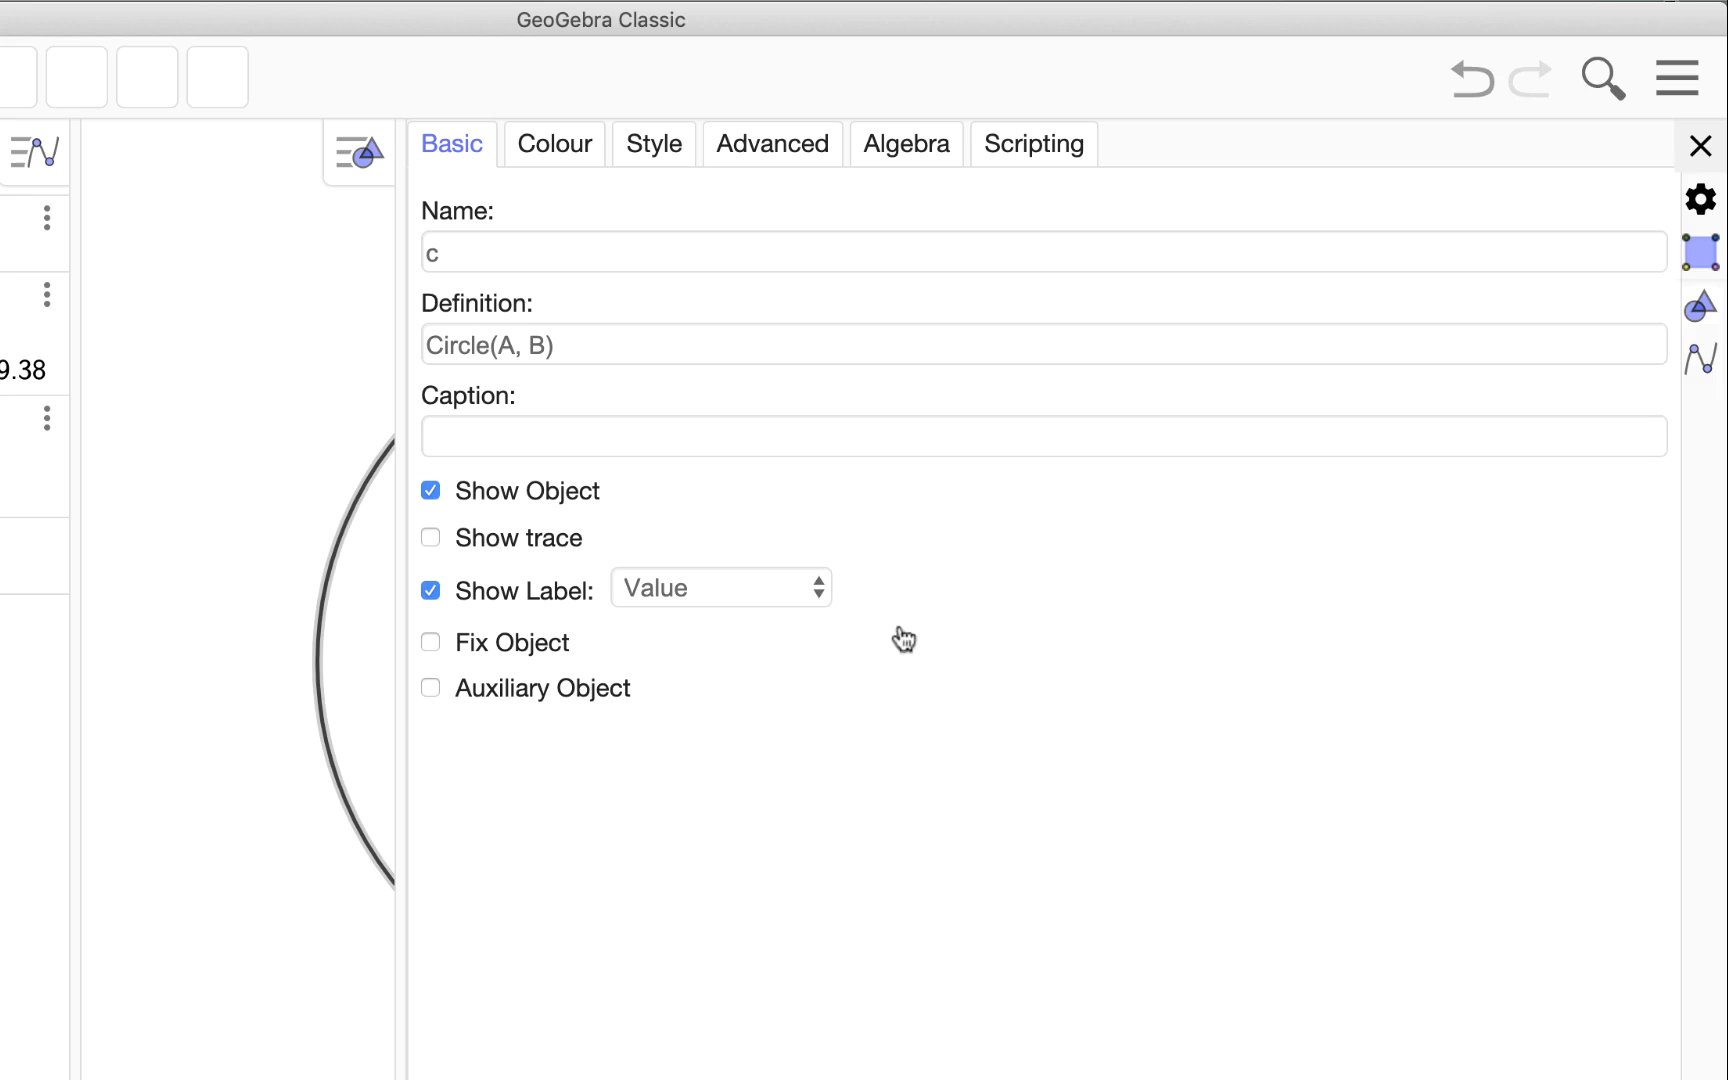 GeoGebra Classic
Basic Colour Style Advanced Algebra Scripting
Name:
c
Definition:
Circle(A, B)
9.38
Caption:
Show Object
Show trace
Show Label: Value
Fix Object
Auxiliary Object